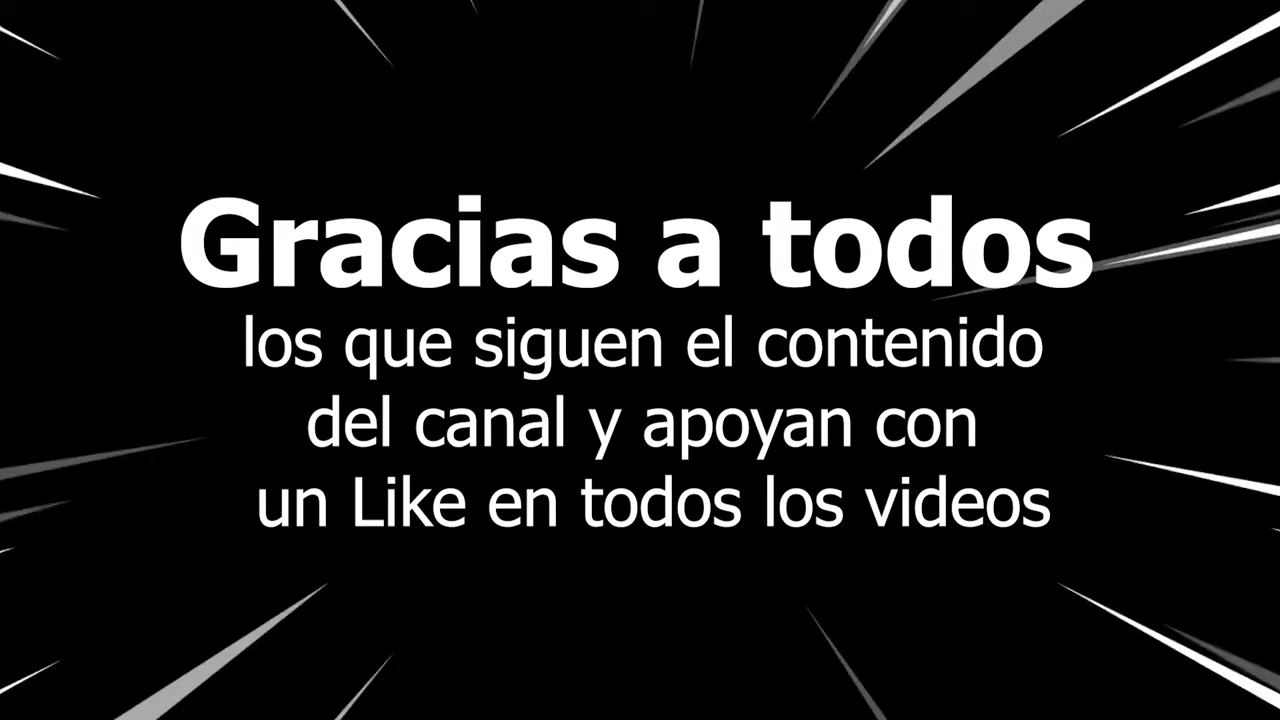 Gracias a todos
los que siguen el contenido
del canal y apoyan con
un Like en todos los videos